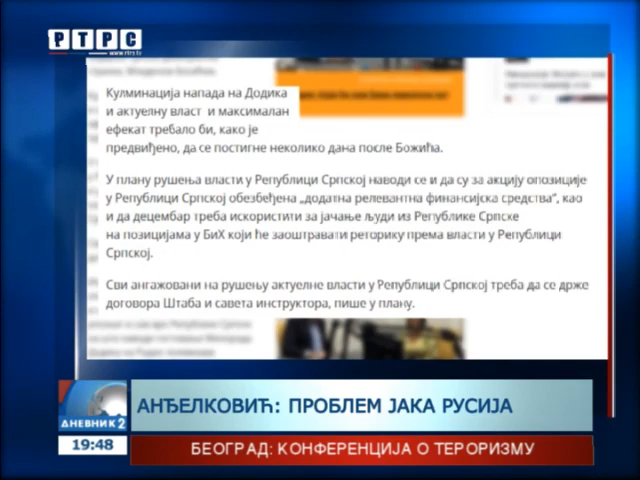 РТРС
www.rtrs.tv
Кулминација напада на Додика
и актуелну власт и максималан
ефекат требало би, како је
предвиђено, да се постигне неколико дана после Божића.
У плану рушења власти у Републици Српској наводи се и да су за акцију опозиције
у Републици Српској обезбеђена „додатна релевантна финансијска средства“, као
и да децембар треба искористити за јачање људи из Републике Српске
на позицијама у БиХ који ће заоштравати реторику према власти у Републици
Српској.
Сви ангажовани на рушењу актуелне власти у Републици Српској треба да се држе
договора Штаба и савета инструктора, пише у плану.
АНЂЕЛКОВИЋ: ПРОБЛЕМ ЈАКА РУСИЈА
ДНЕВНИК 2
19:48
БЕОГРАД: КОНФЕРЕНЦИЈА О ТЕРОРИЗМУ